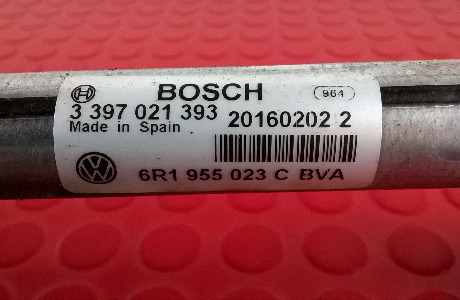 BOSCH 964
3 397 021 393 20160202 2
Made in Spain
6R1 955 023 C BVA